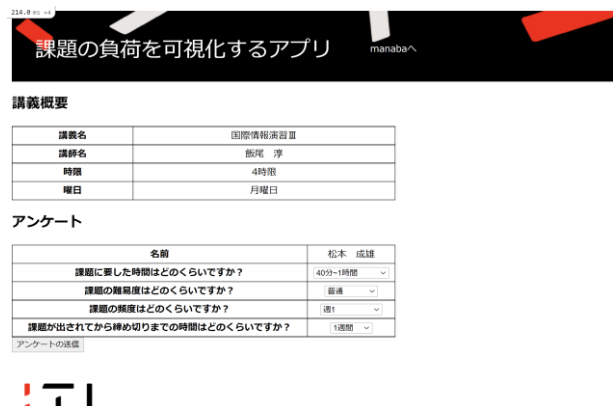 214.0 ms ×4
課題の負荷を可視化するアプリ manabaへ
講義概要
講義名 国際情報演習Ⅲ
講師名 飯尾 淳
時限 4時限
曜日 月曜日
アンケート
名前 松本 成雄
課題に要した時間はどのくらいですか？ 40分~1時間
課題の難易度はどのくらいですか？ 普通
課題の頻度はどのくらいですか？ 週1
課題が出されてから締め切りまでの時間はどのくらいですか？ 1週間
アンケートの送信